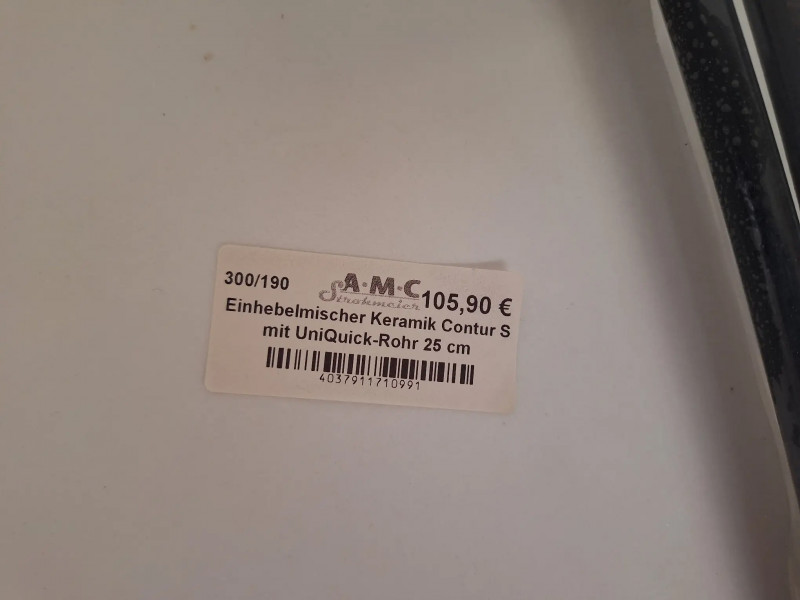 300/190
A·M·C
Strohmeier
105,90 €
Einhebelmischer Keramik Contur S
mit UniQuick-Rohr 25 cm
4037911710991